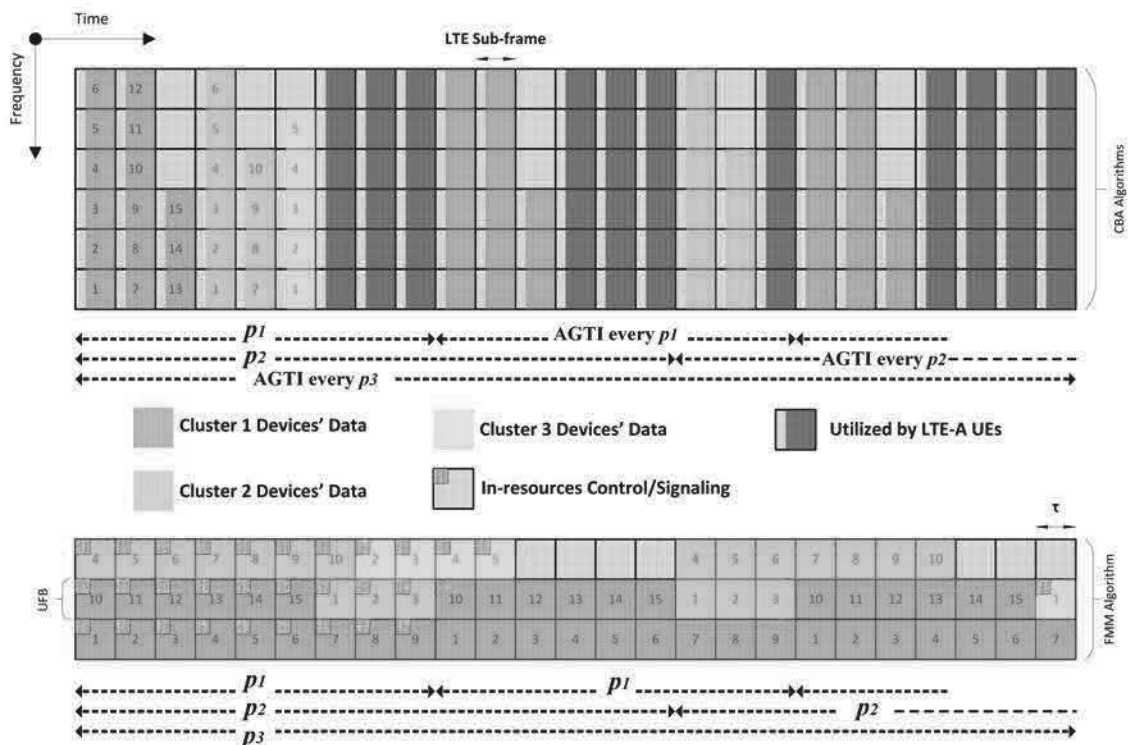 Time
LTE Sub-frame
Frequency
6 12 6
5 11 5 5
4 10 4 10 4
3 9 15 3 9 3
2 8 14 2 8 2
1 7 13 1 7 1
CBA Algorithms
p1 AGTI every p1
p2 AGTI every p2
AGTI every p3
Cluster 1 Devices' Data Cluster 3 Devices' Data Utilized by LTE-A UEs
Cluster 2 Devices' Data In-resources Control/Signaling
τ
4 5 6 7 8 9 10 2 3 4 5 4 5 6 7 8 9 10
UFB
10 11 12 13 14 15 1 2 3 10 11 12 13 14 15 1 2 3 10 11 12 13 14 15 1
1 2 3 4 5 6 7 8 9 1 2 3 4 5 6 7 8 9 1 2 3 4 5 6 7
FMM Algorithm
p1 p1
p2 p2
p3